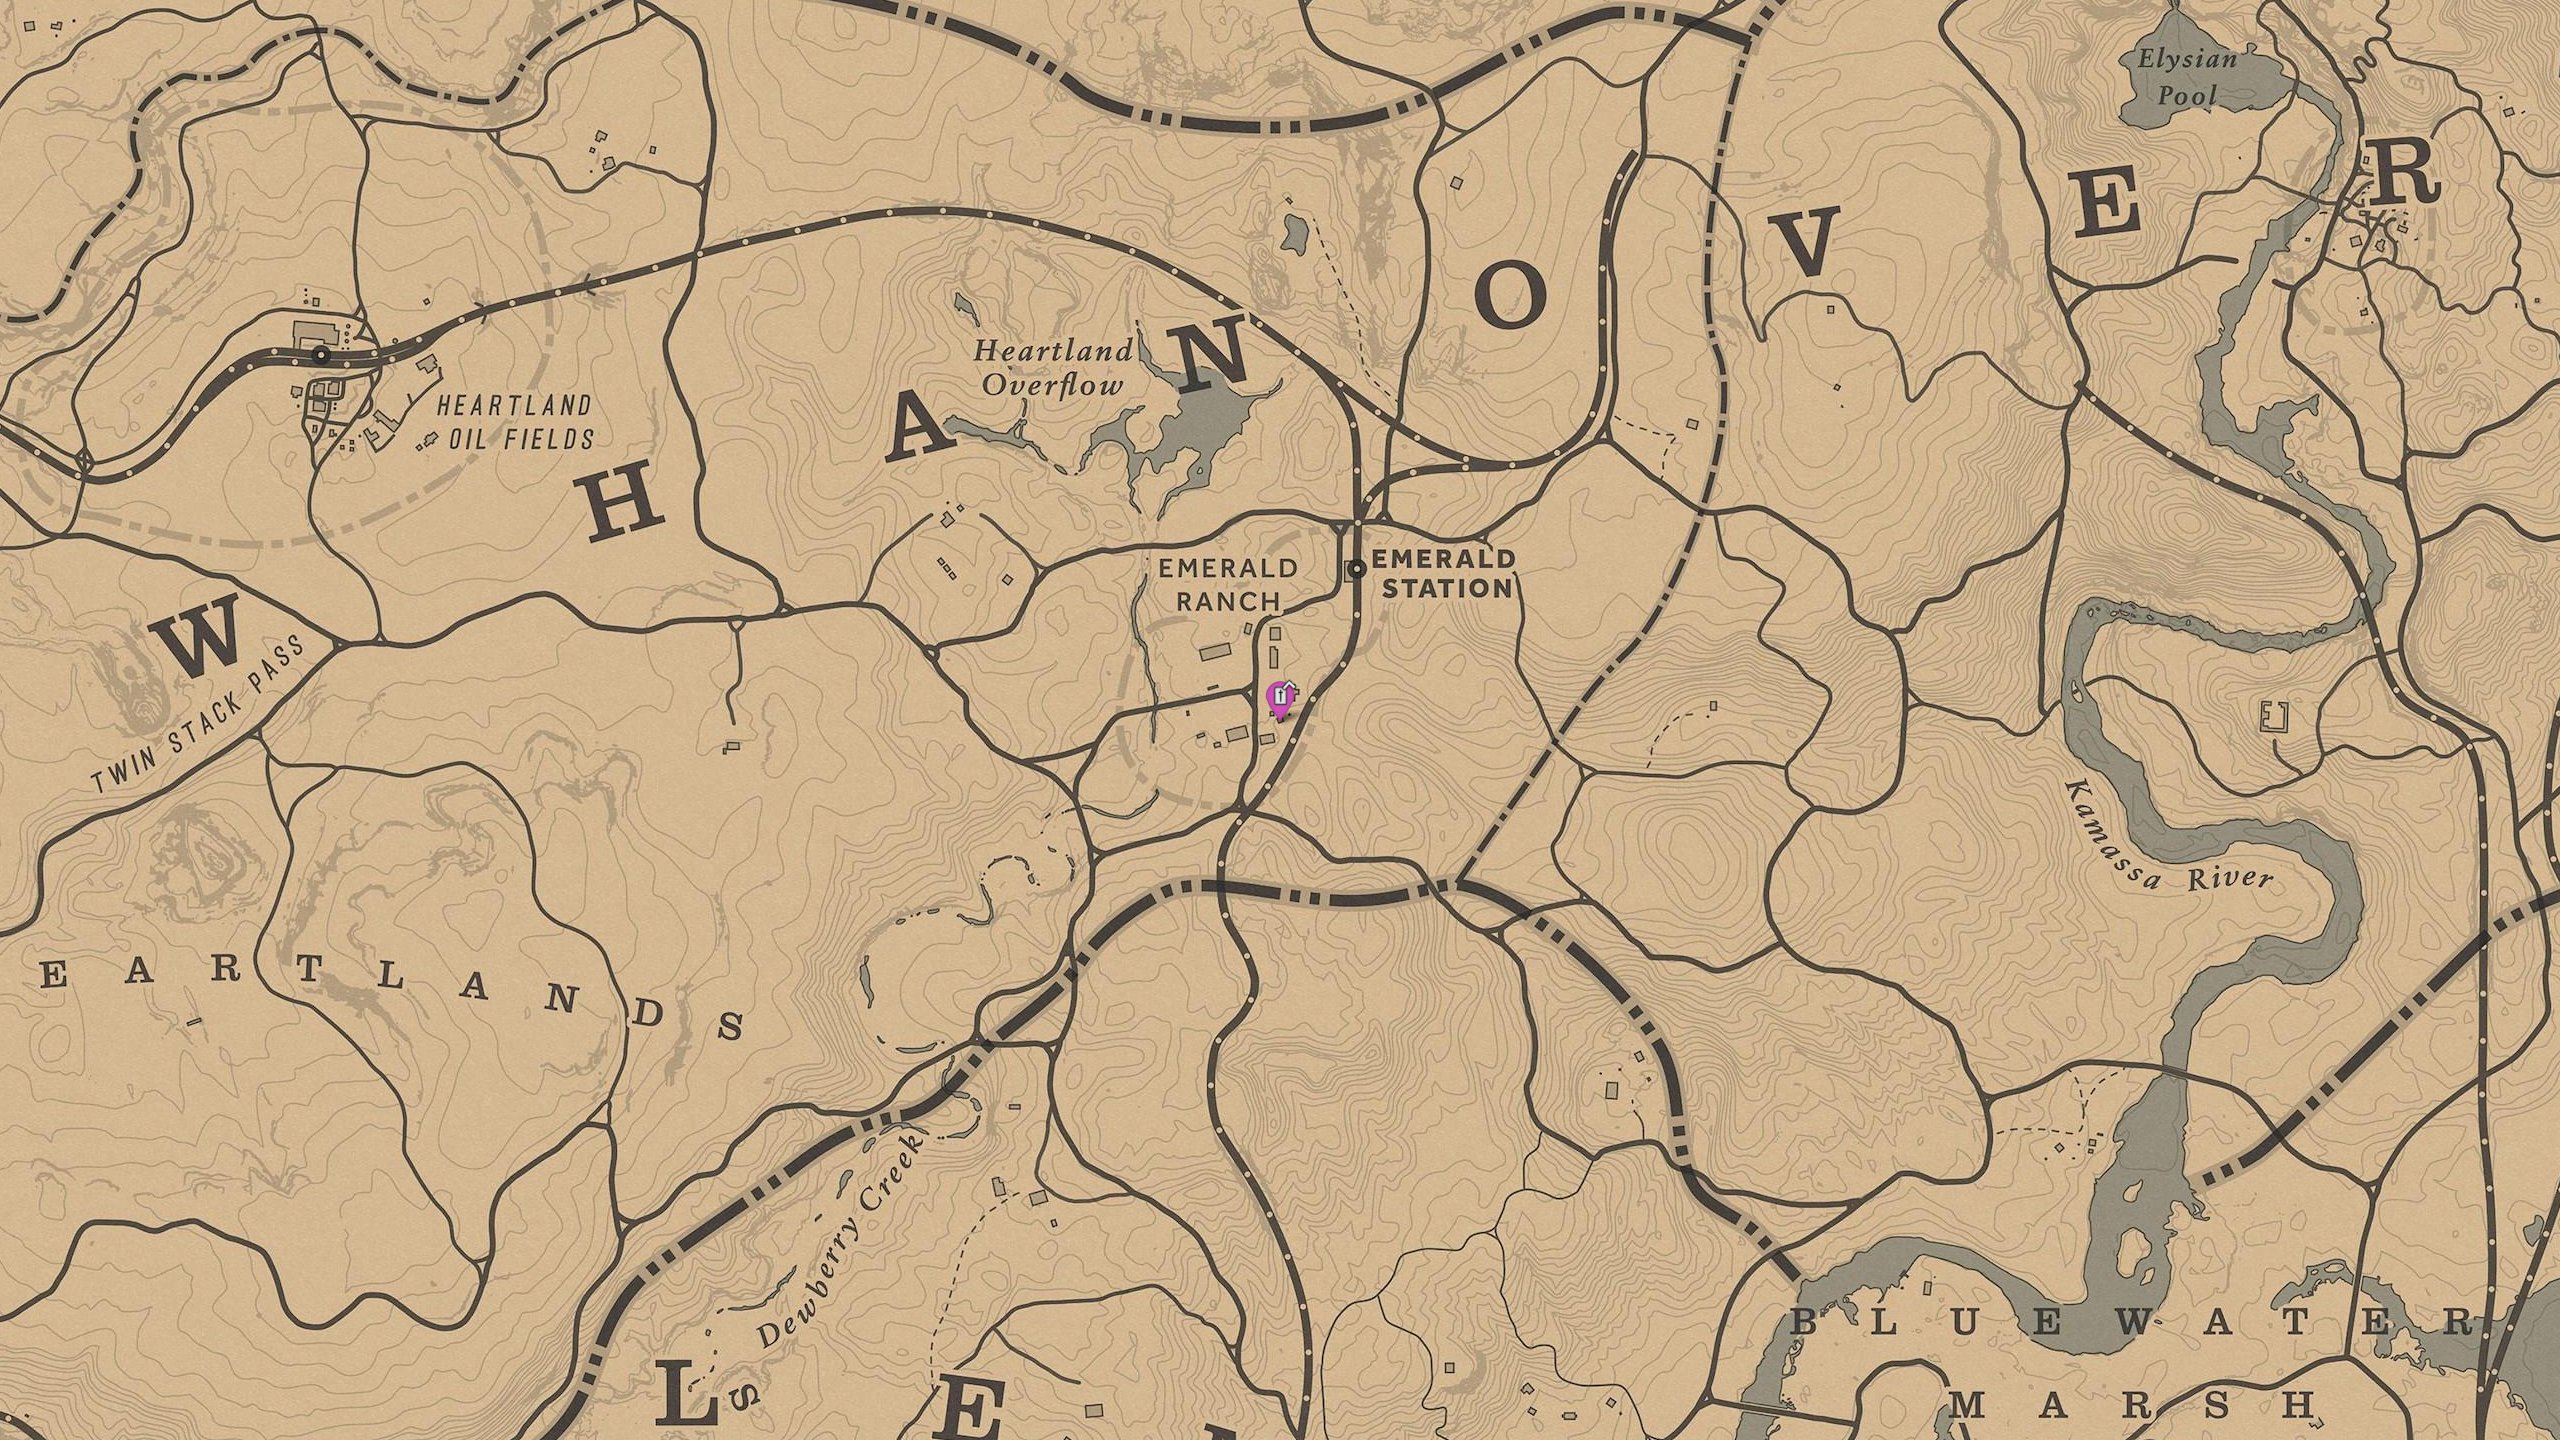 Elysian
Pool
N E W H A N O V E R
Heartland
Overflow
HEARTLAND
OIL FIELDS
EMERALD
RANCH
EMERALD
STATION
TWIN STACK PASS
Kamassa River
E A R T L A N D S
Dewberry Creek
B L U E W A T E R
M A R S H
L E
S